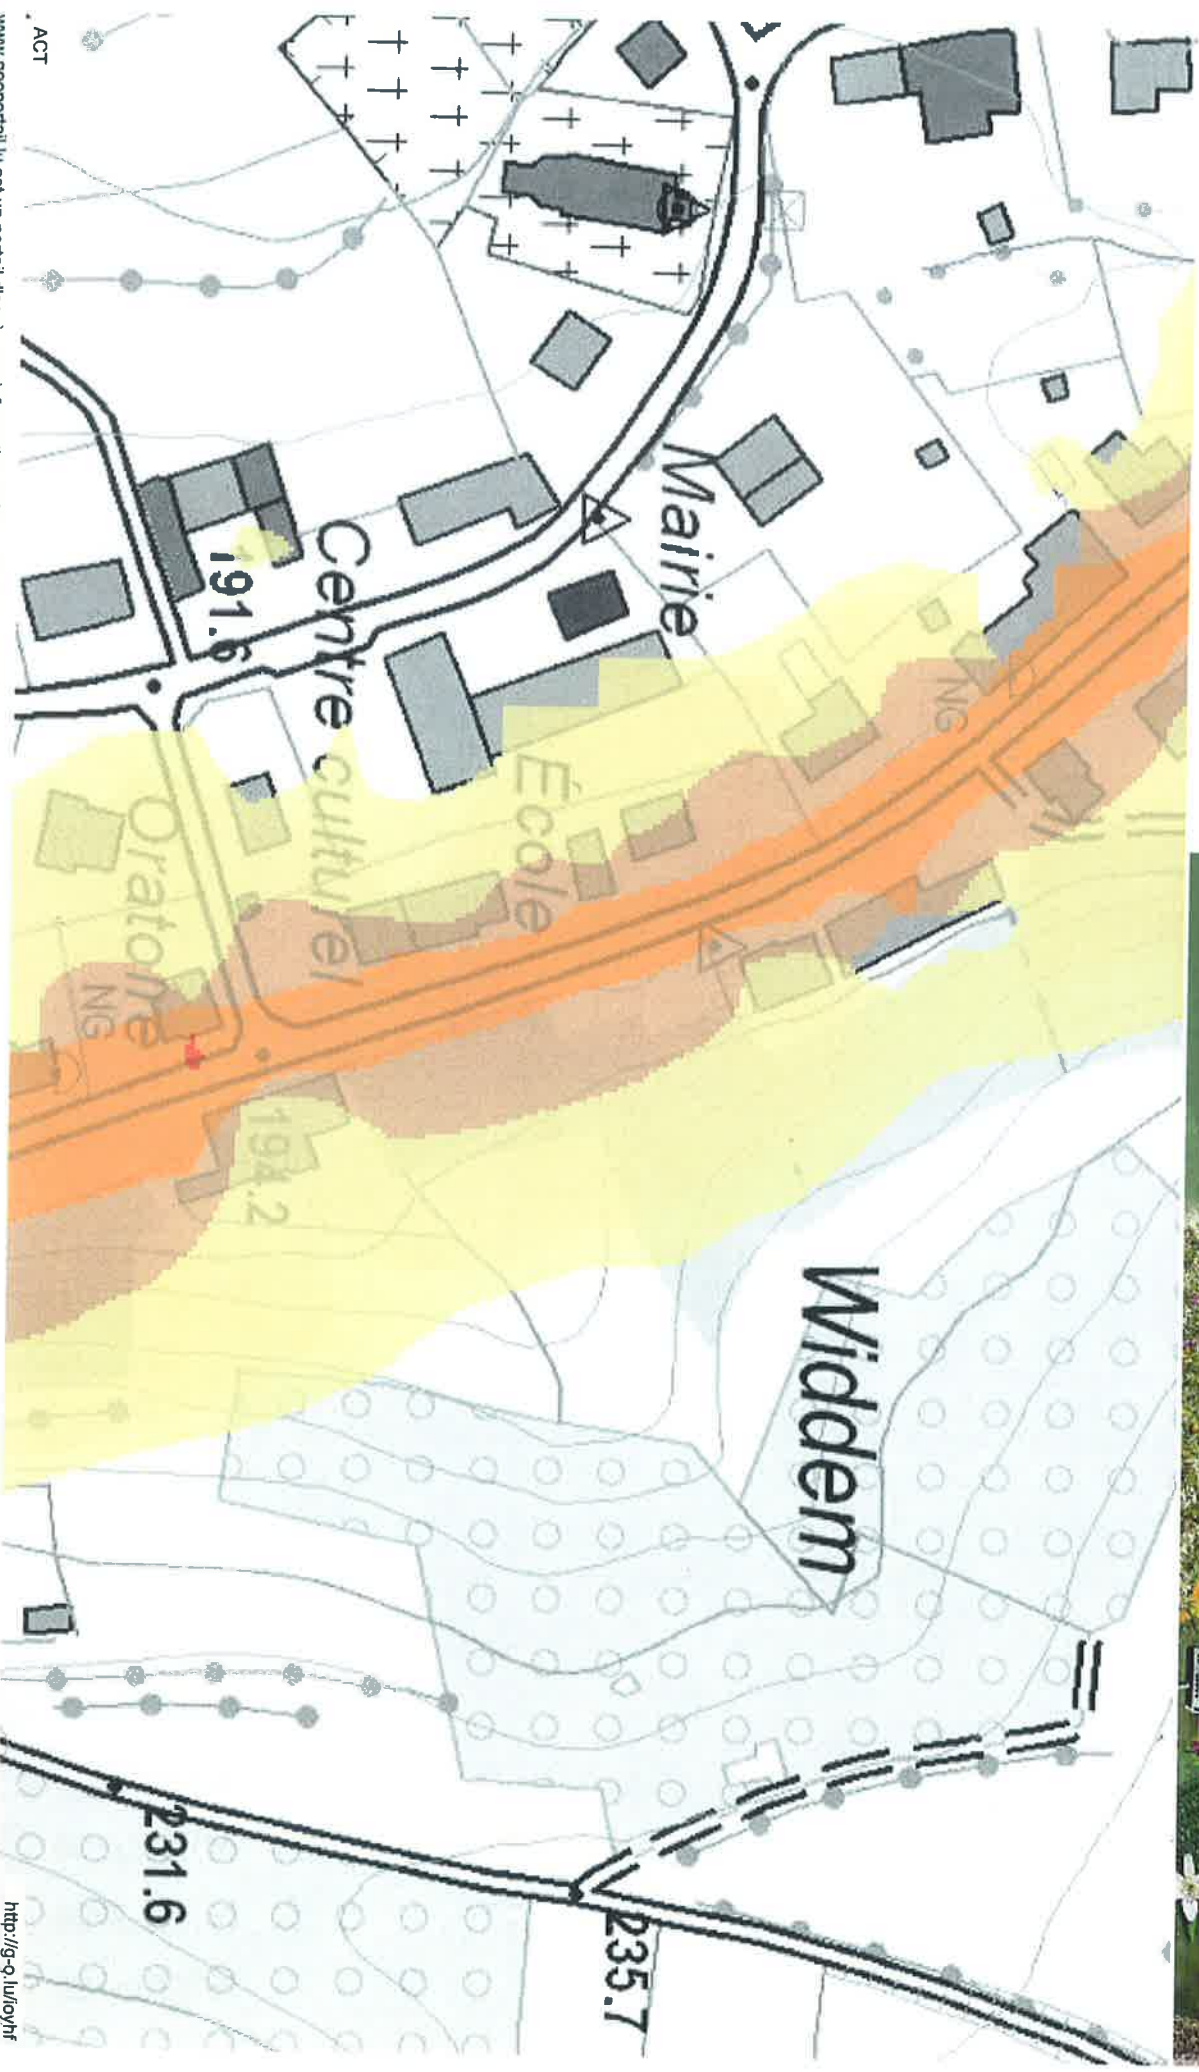 Mairie
Centre culturel
191.6
École
Oratoire
NG
NG
194.2
Widdem
231.6
235.7
ACT
http://g-o.lu/ioyhf